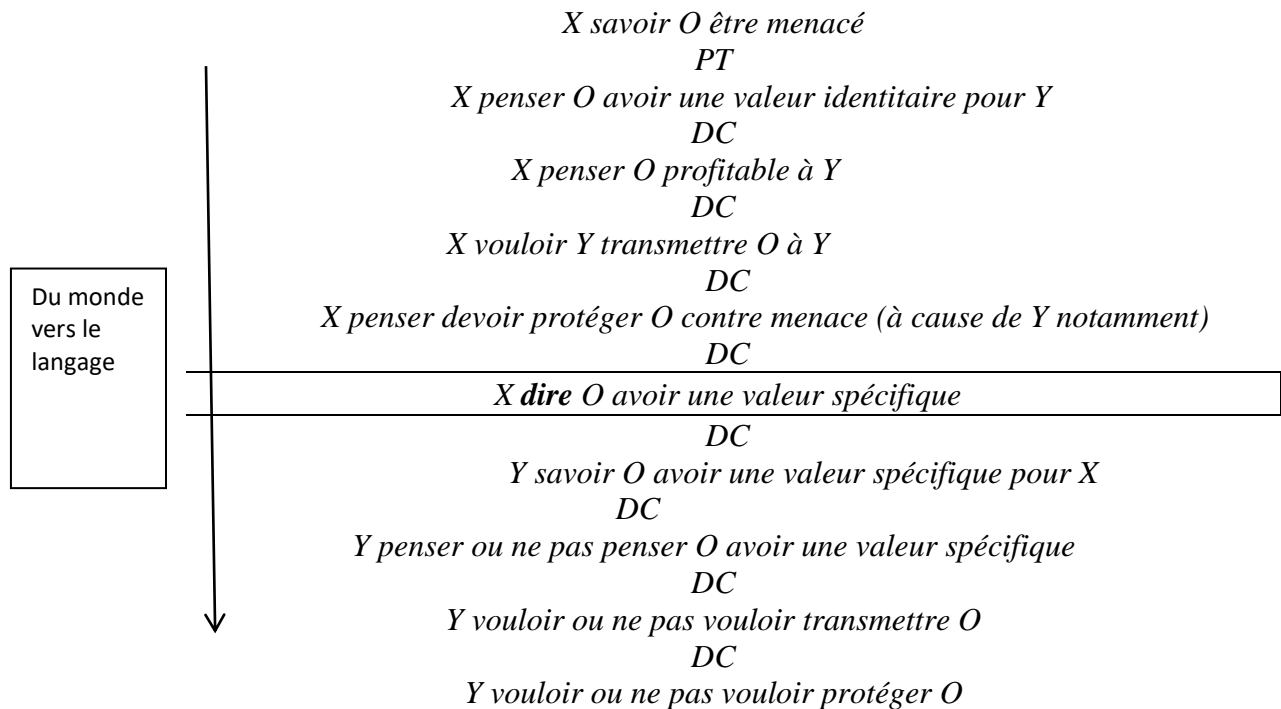 X savoir O être menacé
PT
X penser O avoir une valeur identitaire pour Y
DC
X penser O profitable à Y
DC
X vouloir Y transmettre O à Y
DC
X penser devoir protéger O contre menace (à cause de Y notamment)
DC
Du monde
vers le
langage
X dire O avoir une valeur spécifique
DC
Y savoir O avoir une valeur spécifique pour X
DC
Y penser ou ne pas penser O avoir une valeur spécifique
DC
Y vouloir ou ne pas vouloir transmettre O
DC
Y vouloir ou ne pas vouloir protéger O